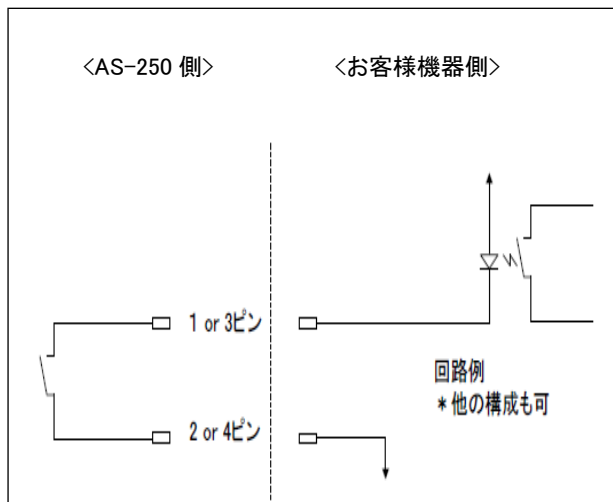 <AS-250 側>
<お客様機器側>
1 or 3ピン
回路例
*他の構成も可
2 or 4ピン